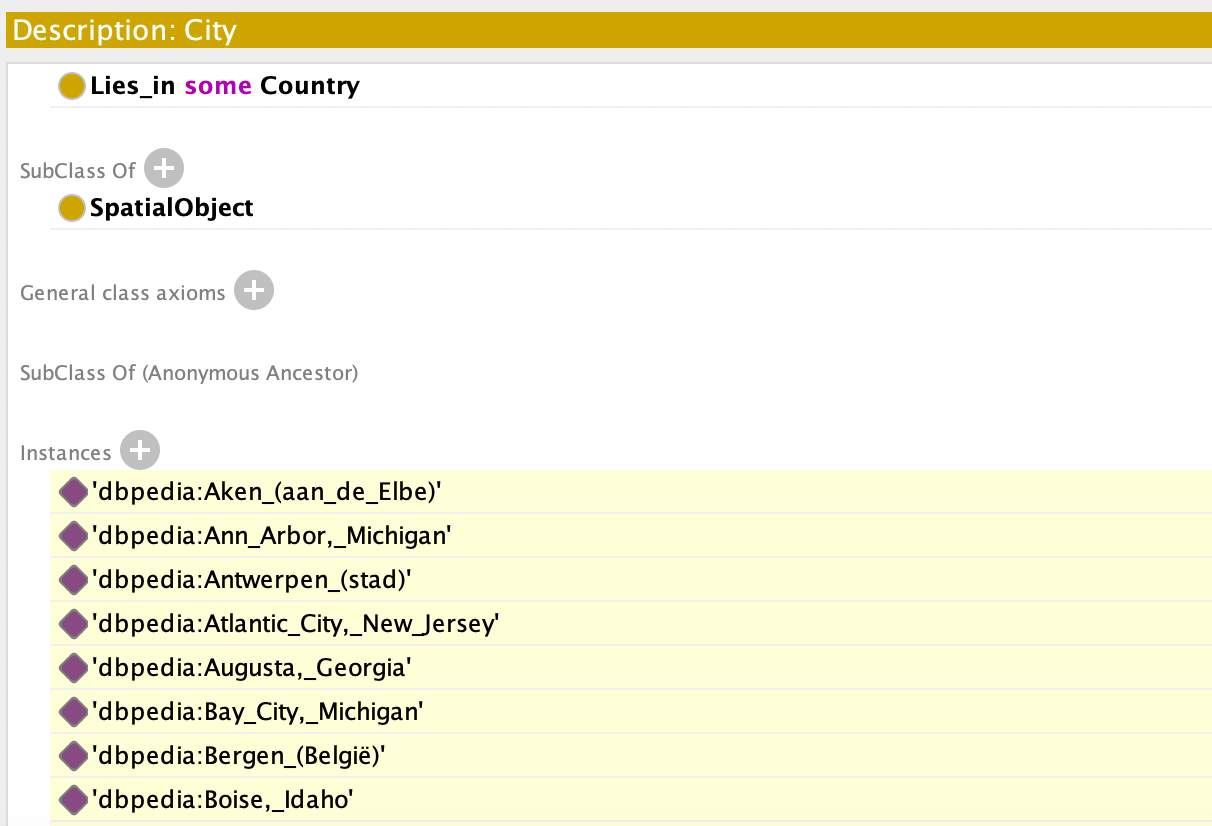 Description: City
Lies_in some Country
SubClass Of
SpatialObject
General class axioms
SubClass Of (Anonymous Ancestor)
Instances
'dbpedia:Aken_(aan_de_Elbe)'
'dbpedia:Ann_Arbor,_Michigan'
'dbpedia:Antwerpen_(stad)'
'dbpedia:Atlantic_City,_New_Jersey'
'dbpedia:Augusta,_Georgia'
'dbpedia:Bay_City,_Michigan'
'dbpedia:Bergen_(België)'
'dbpedia:Boise,_Idaho'